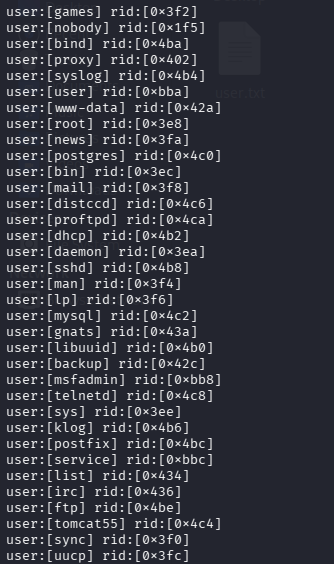 user:[games] rid:[0×3f2]
user:[nobody] rid:[0×1f5]
user:[bind] rid:[0×4ba]
user:[proxy] rid:[0×402]
user:[syslog] rid:[0×4b4]
user:[user] rid:[0×bba]
user:[www-data] rid:[0×42a]
user:[root] rid:[0×3e8]
user:[news] rid:[0×3fa]
user:[postgres] rid:[0×4c0]
user:[bin] rid:[0×3ec]
user:[mail] rid:[0×3f8]
user:[distccd] rid:[0×4c6]
user:[proftpd] rid:[0×4ca]
user:[dhcp] rid:[0×4b2]
user:[daemon] rid:[0×3ea]
user:[sshd] rid:[0×4b8]
user:[man] rid:[0×3f4]
user:[lp] rid:[0×3f6]
user:[mysql] rid:[0×4c2]
user:[gnats] rid:[0×43a]
user:[libuuid] rid:[0×4b0]
user:[backup] rid:[0×42c]
user:[msfadmin] rid:[0×bb8]
user:[telnetd] rid:[0×4c8]
user:[sys] rid:[0×3ee]
user:[klog] rid:[0×4b6]
user:[postfix] rid:[0×4bc]
user:[service] rid:[0×bbc]
user:[list] rid:[0×434]
user:[irc] rid:[0×436]
user:[ftp] rid:[0×4be]
user:[tomcat55] rid:[0×4c4]
user:[sync] rid:[0×3f0]
user:[uucp] rid:[0×3fc]
user.txt